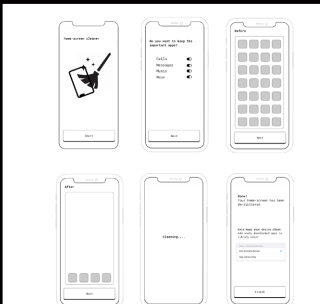 home-screen cleaner
Start
Do you want to keep the
important apps?
Calls
Messages
Music
Maps
Next
Before
Next
After
Next
Cleaning...
Done!
Your home-screen has been
decluttered
Finish